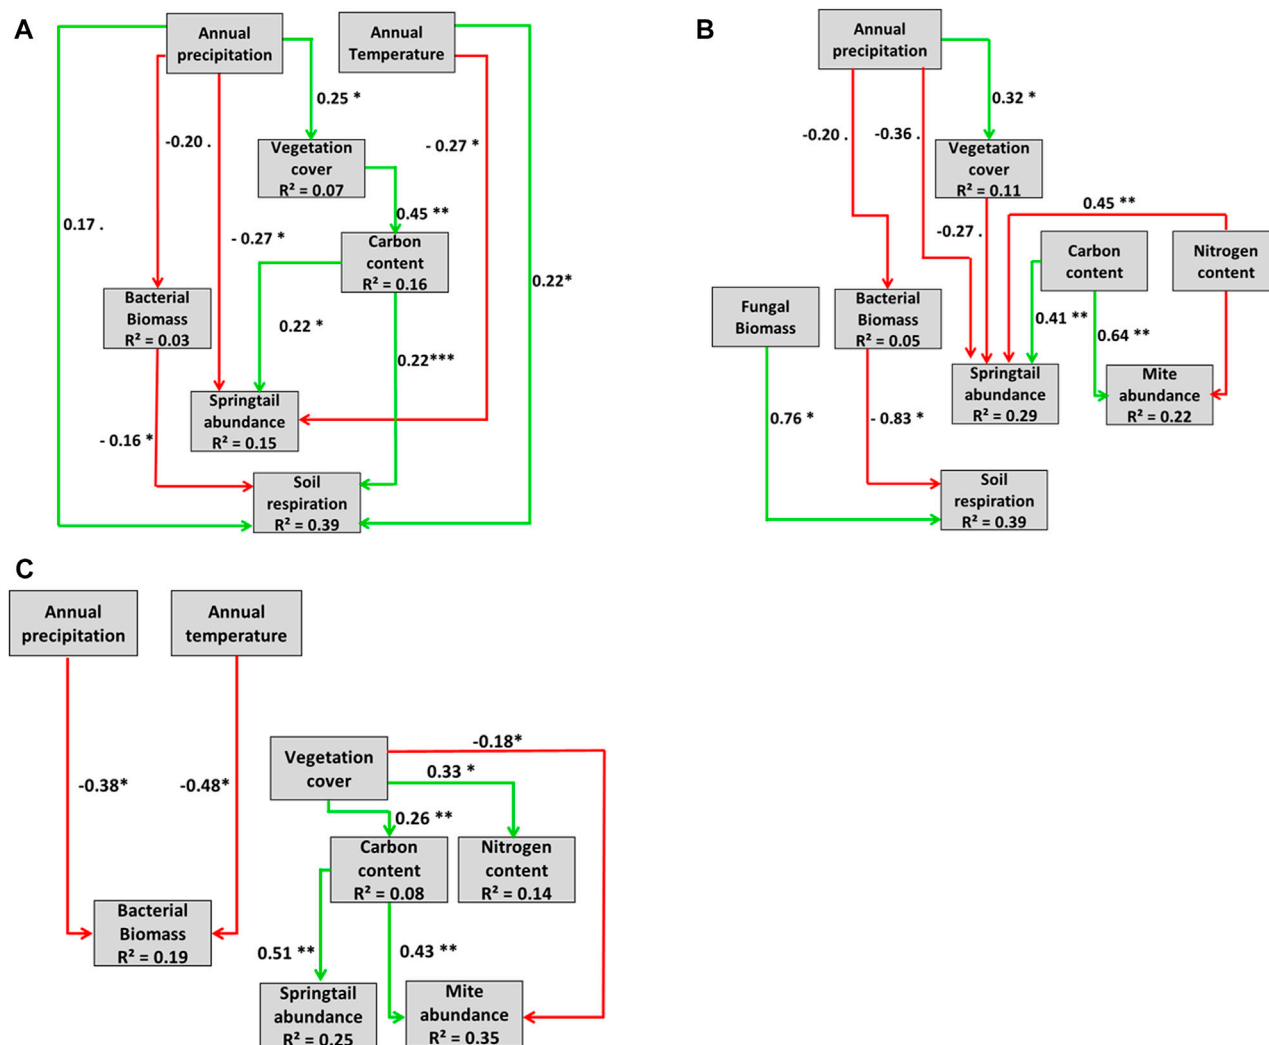 A
Annual
precipitation
Annual
Temperature
0.25 *
-0.20 .
- 0.27 *
Vegetation
cover
R² = 0.07
0.17 .
0.45 **
- 0.27 *
Carbon
content
R² = 0.16
0.22*
Bacterial
Biomass
R² = 0.03
0.22 *
0.22***
Springtail
abundance
R² = 0.15
- 0.16 *
Soil
respiration
R² = 0.39
B
Annual
precipitation
0.32 *
-0.20 .
-0.36 .
Vegetation
cover
R² = 0.11
0.45 **
-0.27 .
Carbon
content
Nitrogen
content
Fungal
Biomass
Bacterial
Biomass
R² = 0.05
0.41 **
0.64 **
Springtail
abundance
R² = 0.29
Mite
abundance
R² = 0.22
0.76 *
- 0.83 *
Soil
respiration
R² = 0.39
C
Annual
precipitation
Annual
temperature
-0.38*
-0.48*
Vegetation
cover
-0.18*
0.33 *
0.26 **
Carbon
content
R² = 0.08
Nitrogen
content
R² = 0.14
Bacterial
Biomass
R² = 0.19
0.51 **
0.43 **
Springtail
abundance
R² = 0.25
Mite
abundance
R² = 0.35